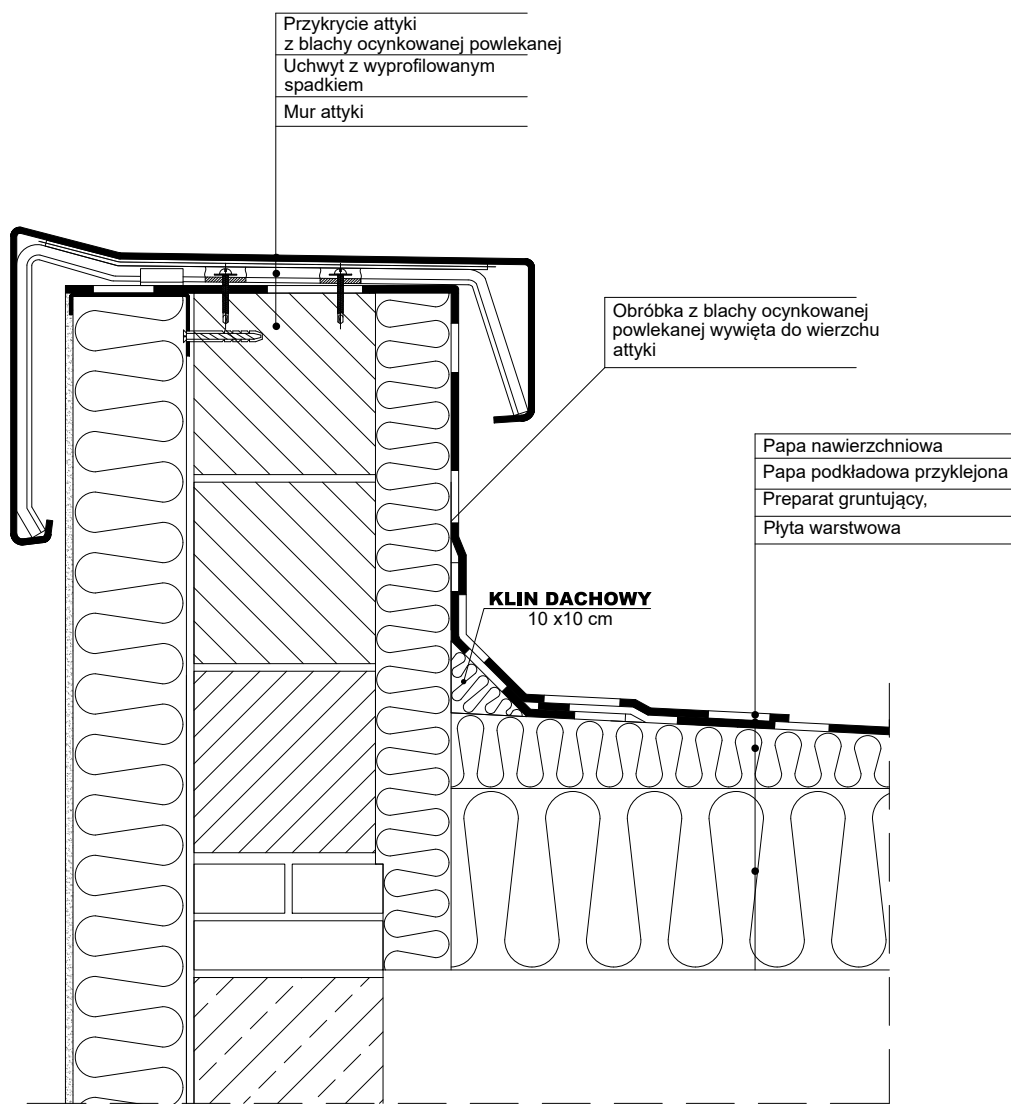 Przykrycie attyki
z blachy ocynkowanej powlekanej
Uchwyt z wyprofilowanym
spadkiem
Mur attyki
Obróbka z blachy ocynkowanej
powlekanej wywięta do wierzchu
attyki
Papa nawierzchniowa
Papa podkładowa przyklejona
Preparat gruntujący,
Płyta warstwowa
KLIN DACHOWY
10 x10 cm